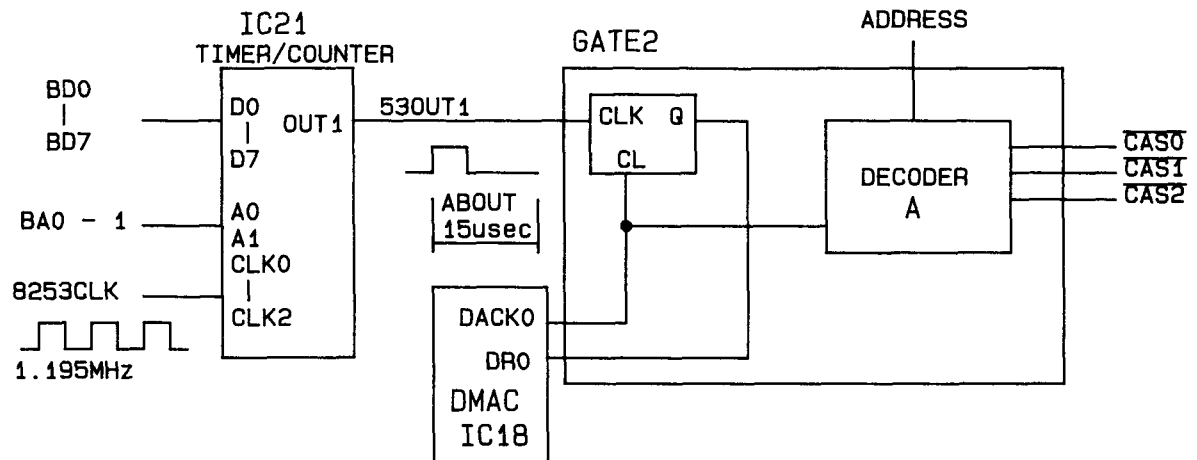 IC21
TIMER/COUNTER
BD0
|
BD7
D0
|
D7
OUT1
BA0 - 1
A0
A1
8253CLK
CLK0
|
CLK2
1.195MHz
53OUT1
ABOUT
15usec
GATE2
CLK Q
CL
ADDRESS
DECODER
A
CAS0
CAS1
CAS2
DACK0
DR0
DMAC
IC18